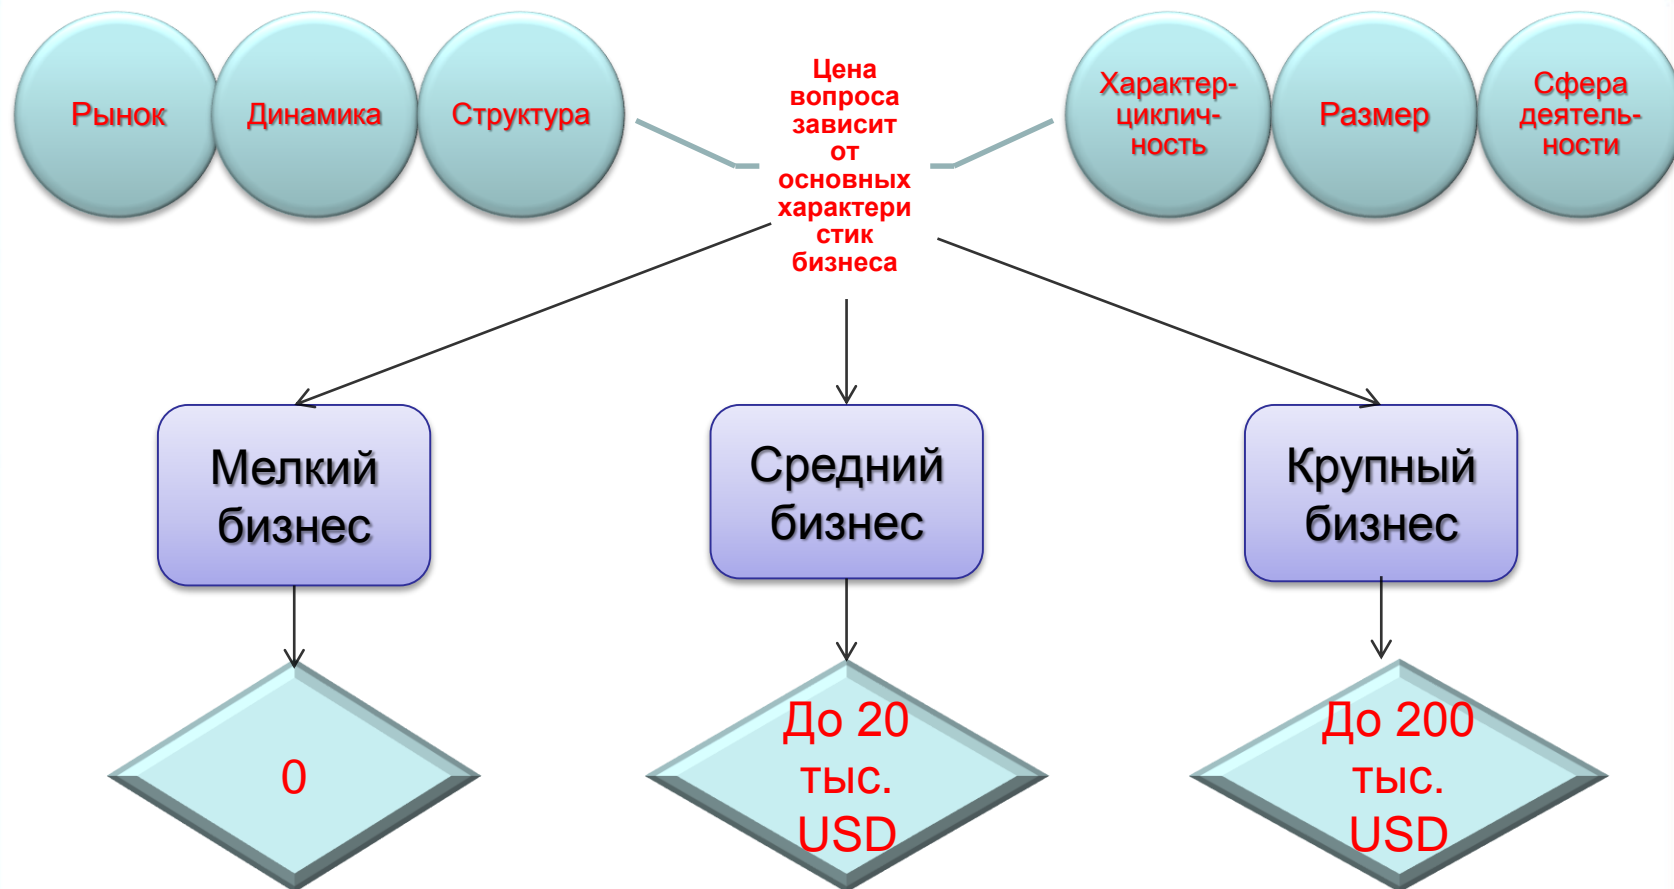 Рынок
Динамика
Структура
Цена
вопроса
зависит
от
основных
характери
стик
бизнеса
Характер-
циклич-
ность
Размер
Сфера
деятель-
ности
Мелкий
бизнес
Средний
бизнес
Крупный
бизнес
0
До 20
тыс.
USD
До 200
тыс.
USD